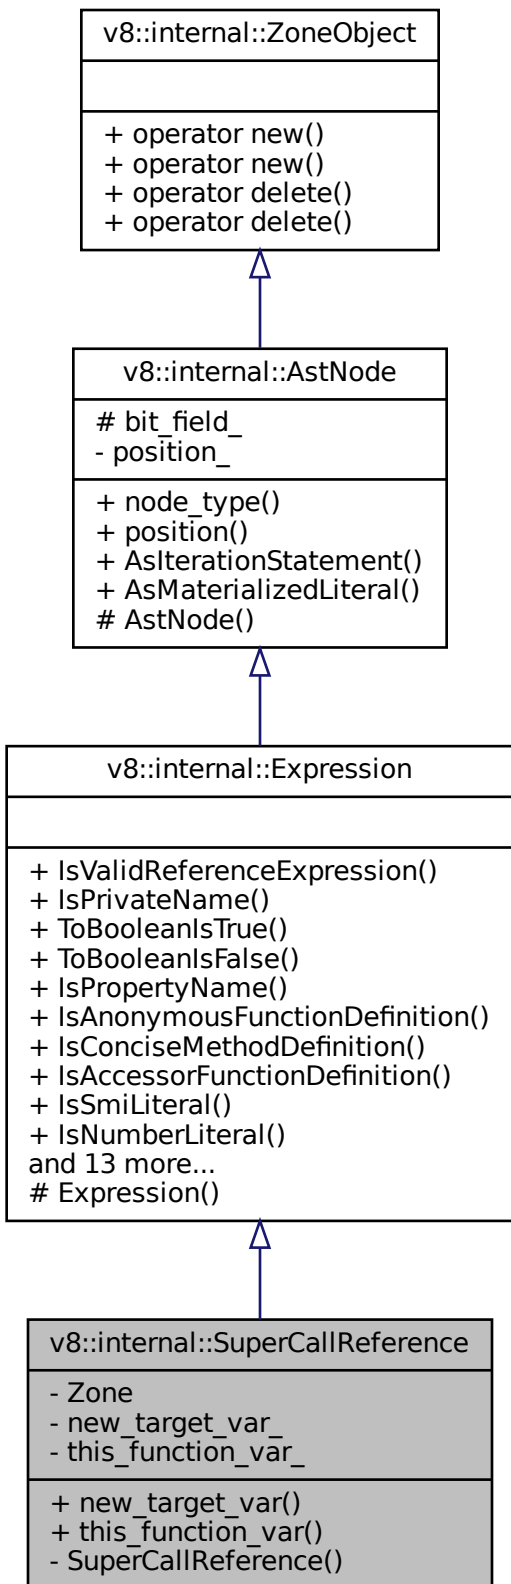 v8::internal::ZoneObject
+ operator new()
+ operator new()
+ operator delete()
+ operator delete()
v8::internal::AstNode
# bit_field_
- position_
+ node_type()
+ position()
+ AsIterationStatement()
+ AsMaterializedLiteral()
# AstNode()
v8::internal::Expression
+ IsValidReferenceExpression()
+ IsPrivateName()
+ ToBooleanIsTrue()
+ ToBooleanIsFalse()
+ IsPropertyName()
+ IsAnonymousFunctionDefinition()
+ IsConciseMethodDefinition()
+ IsAccessorFunctionDefinition()
+ IsSmiLiteral()
+ IsNumberLiteral()
and 13 more...
# Expression()
v8::internal::SuperCallReference
- Zone
- new_target_var_
- this_function_var_
+ new_target_var()
+ this_function_var()
- SuperCallReference()